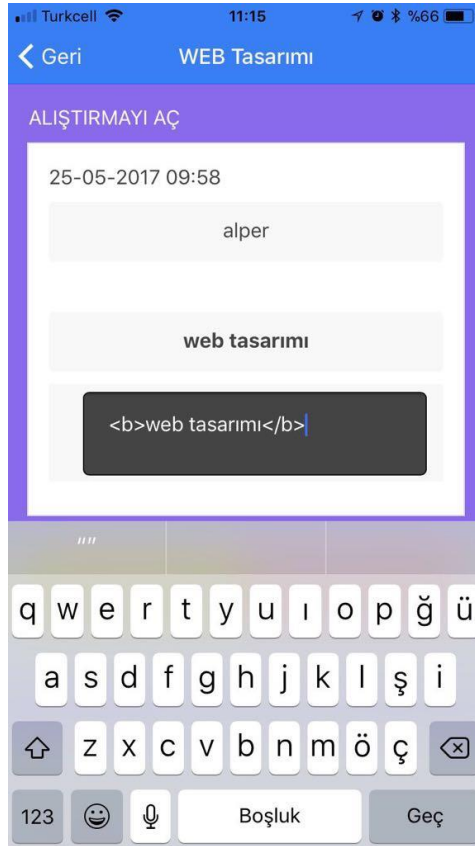 Turkcell 11:15 %66
Geri WEB Tasarımı
ALIŞTIRMAYI AÇ
25-05-2017 09:58
alper
web tasarımı
<b>web tasarımı</b>
""
q w e r t y u ı o p ğ ü
a s d f g h j k l ş i
z x c v b n m ö ç
123 Boşluk Geç